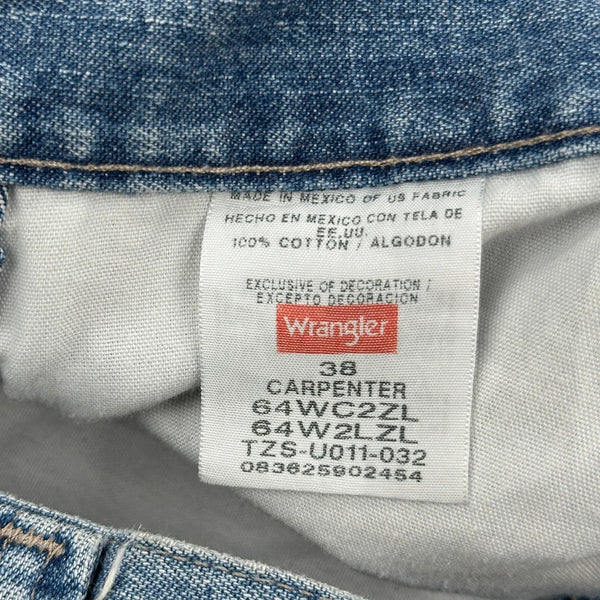 MADE IN MEXICO OF US FABRIC
HECHO EN MEXICO CON TELA DE
EE.UU.
100% COTTON / ALGODON
EXCLUSIVE OF DECORATION /
EXCEPTO DECORACION
Wrangler
38
CARPENTER
64WC2ZL
64W2LZL
TZS-U011-032
083625902454